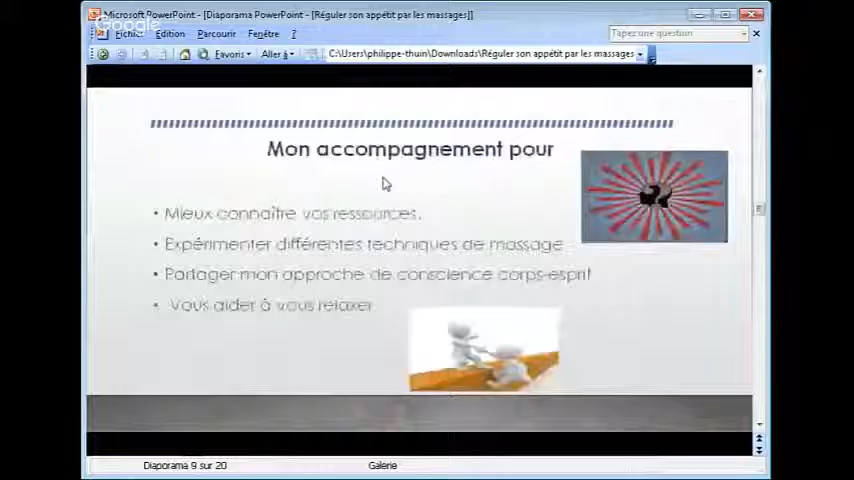 Microsoft PowerPoint - [Diaporama PowerPoint - [Réguler son appétit par les massages]]
Google
Fichier Edition Parcourir Fenêtre ?
Tapez une question
Favoris Aller à
C:\Users\philippe-thuin\Downloads\Réguler son appétit par les massages
Mon accompagnement pour
• Mieux connaître vos ressources.
• Expérimenter différentes techniques de massage
• Partager mon approche de conscience corps-esprit
• Vous aider à vous relaxer
Diaporama 9 sur 20
Galerie